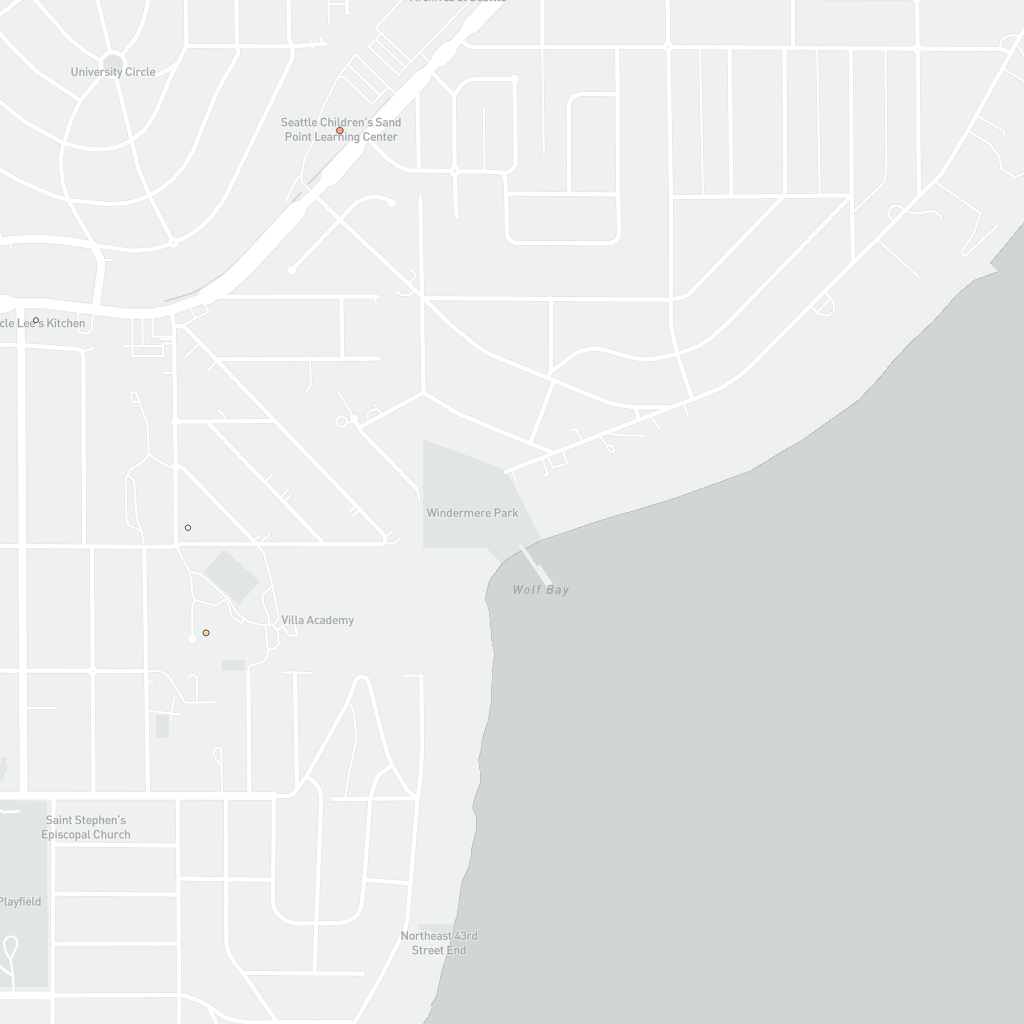 University Circle
Seattle Children's Sand
Point Learning Center
cle Lee's Kitchen
Windermere Park
Wolf Bay
Villa Academy
Saint Stephen's
Episcopal Church
Playfield
Northeast 43rd
Street End